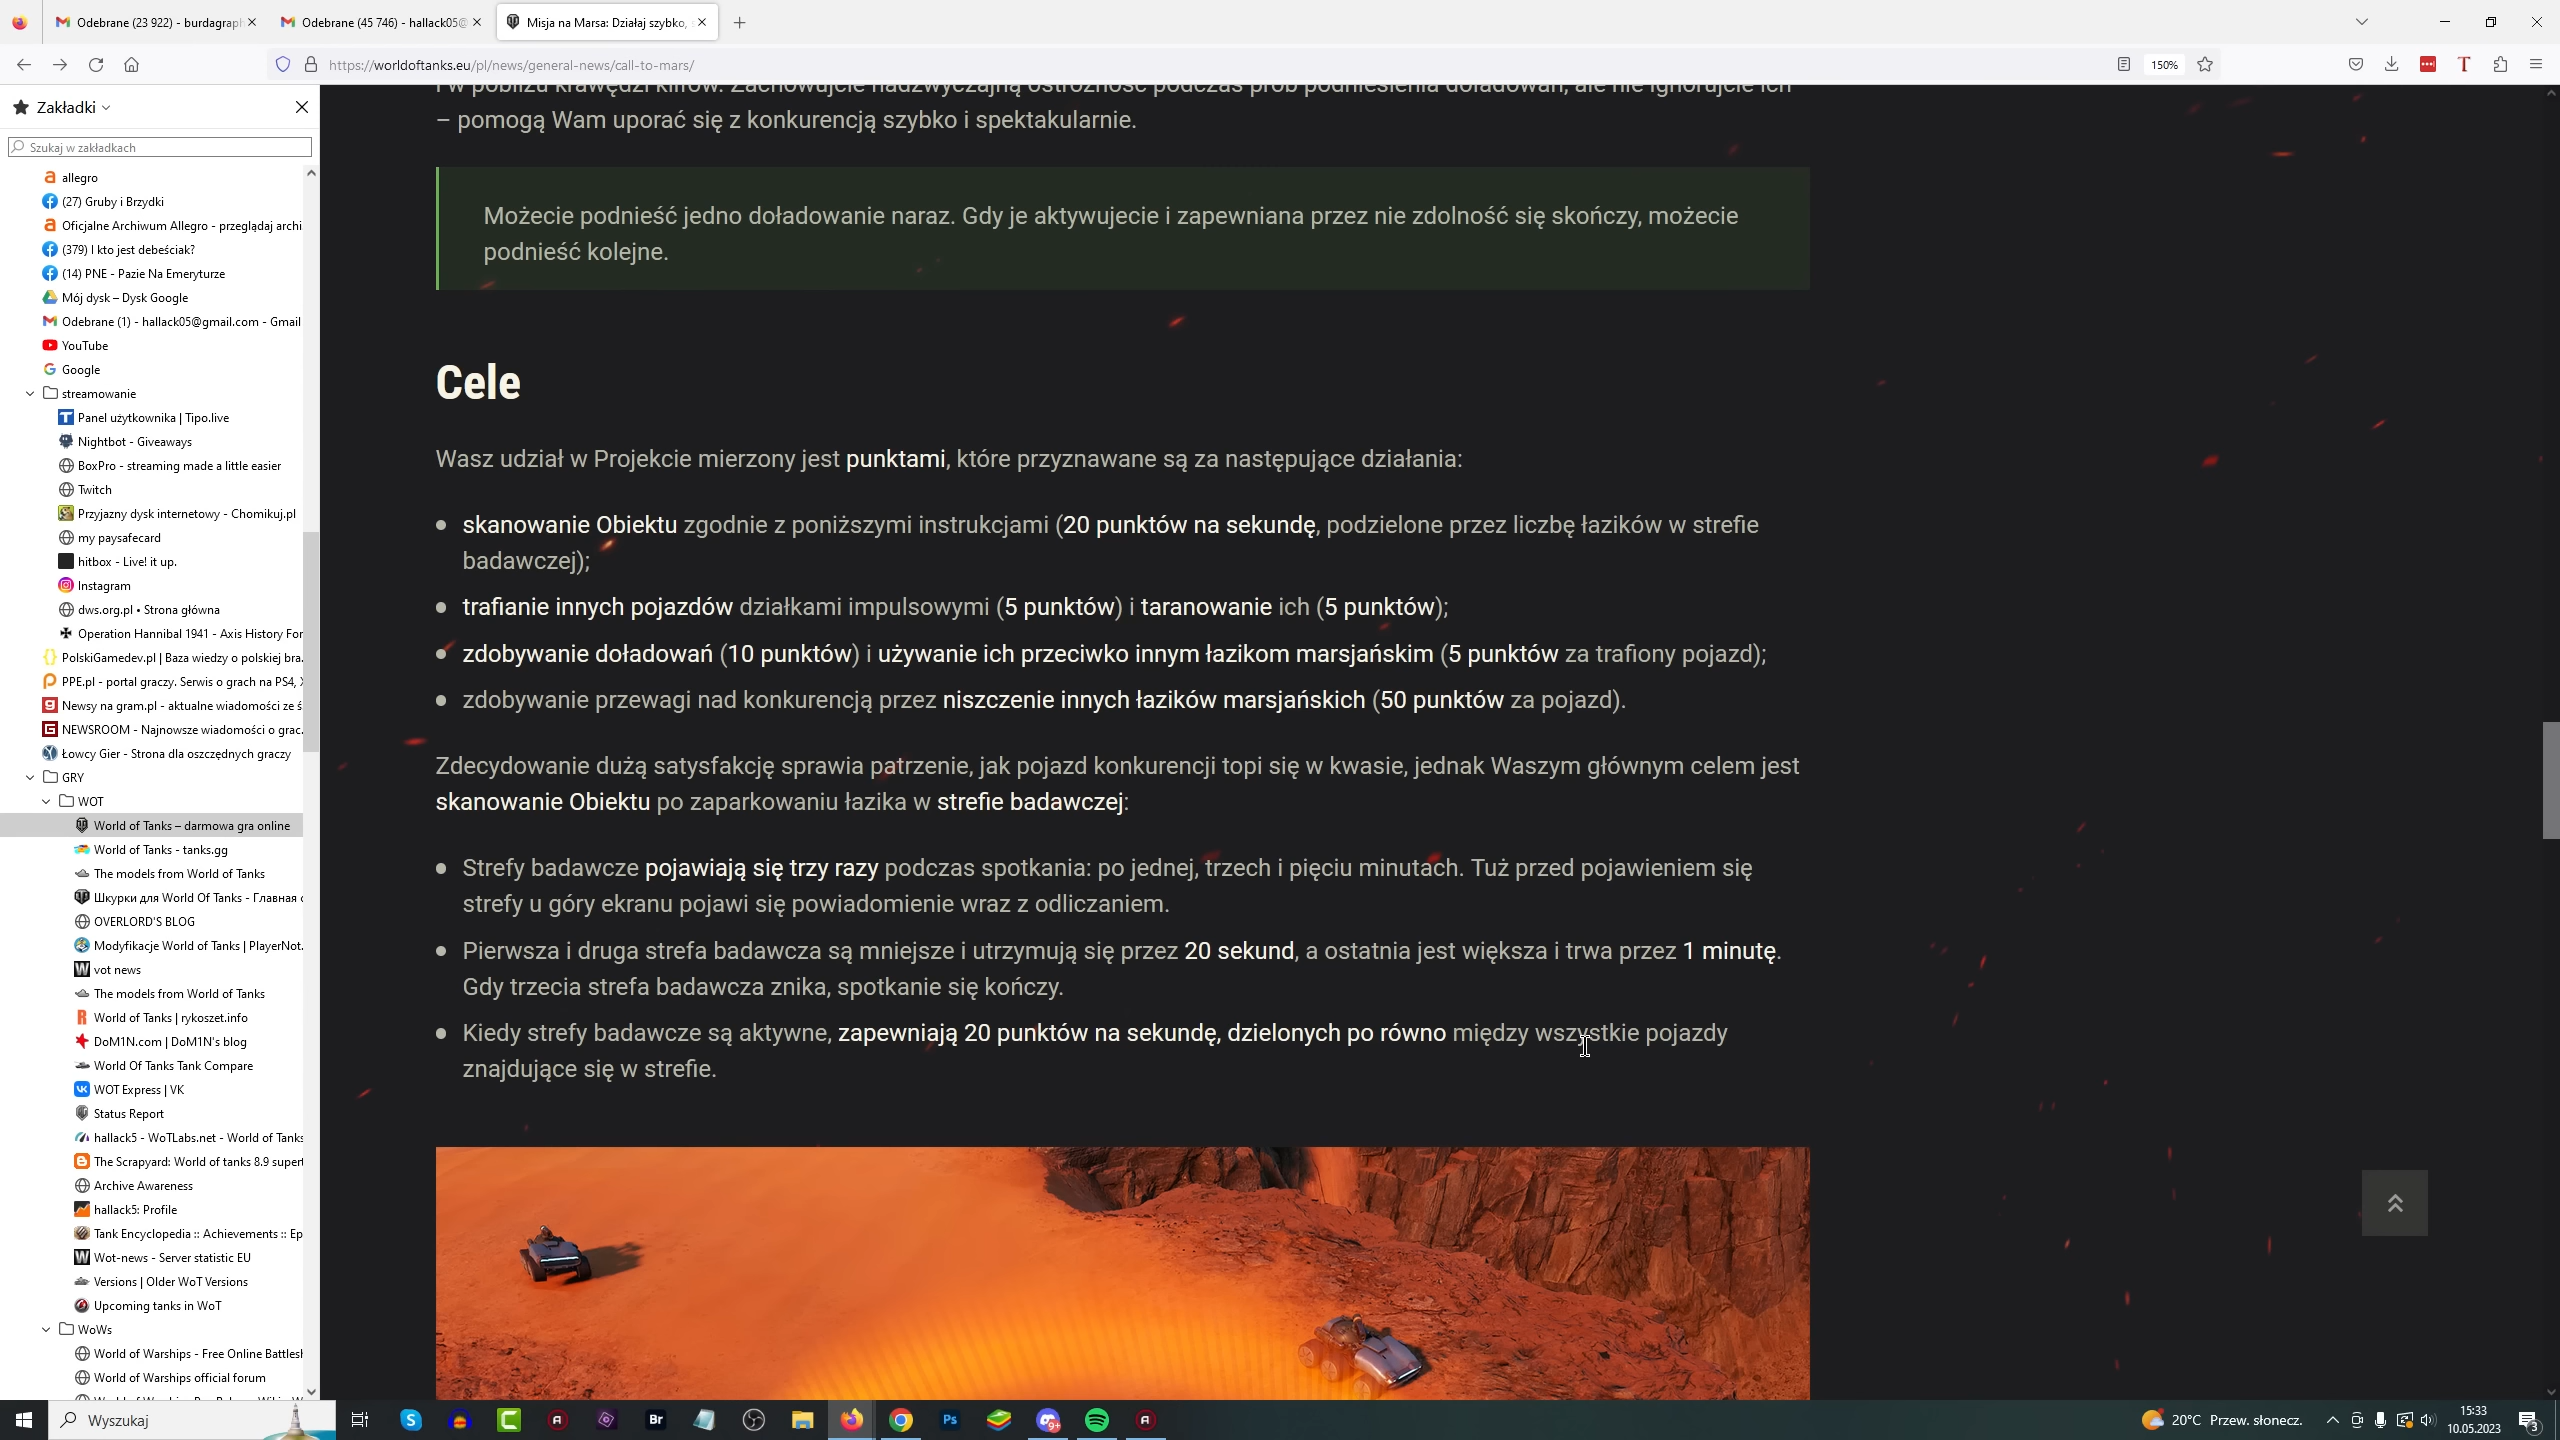 Odebrane (23 922) - burdagraph
Odebrane (45 746) - hallack05@
Misja na Marsa: Działaj szybko,
https://worldoftanks.eu/pl/news/general-news/call-to-mars/
150%
Zakładki
Szukaj w zakładkach
allegro
(27) Gruby i Brzydki
Oficjalne Archiwum Allegro - przeglądaj archi
(379) I kto jest debeściak?
(14) PNE - Pazie Na Emeryturze
Mój dysk – Dysk Google
Odebrane (1) - hallack05@gmail.com - Gmail
YouTube
Google
streamowanie
Panel użytkownika | Tipo.live
Nightbot - Giveaways
BoxPro - streaming made a little easier
Twitch
Przyjazny dysk internetowy - Chomikuj.pl
my paysafecard
hitbox - Live! it up.
Instagram
dws.org.pl • Strona główna
Operation Hannibal 1941 - Axis History For
PolskiGamedev.pl | Baza wiedzy o polskiej bra.
PPE.pl - portal graczy. Serwis o grach na PS4, X
Newsy na gram.pl - aktualne wiadomości ze ś
NEWSROOM - Najnowsze wiadomości o grac.
Łowcy Gier - Strona dla oszczędnych graczy
GRY
WOT
World of Tanks – darmowa gra online
World of Tanks - tanks.gg
The models from World of Tanks
Шкурки для World Of Tanks - Главная с
OVERLORD'S BLOG
Modyfikacje World of Tanks | PlayerNot.
vot news
The models from World of Tanks
World of Tanks | rykoszet.info
DoM1N.com | DoM1N's blog
World Of Tanks Tank Compare
WOT Express | VK
Status Report
hallack5 - WoTLabs.net - World of Tanks
The Scrapyard: World of tanks 8.9 supert
Archive Awareness
hallack5: Profile
Tank Encyclopedia :: Achievements :: Ep
Wot-news - Server statistic EU
Versions | Older WoT Versions
Upcoming tanks in WoT
WoWs
World of Warships - Free Online Battlesh
World of Warships official forum
i w pobliżu krawędzi klifów. Zachowujcie nadzwyczajną ostrożność podczas prób podniesienia doładowań, ale nie ignorujcie ich
– pomogą Wam uporać się z konkurencją szybko i spektakularnie.
Możecie podnieść jedno doładowanie naraz. Gdy je aktywujecie i zapewniana przez nie zdolność się skończy, możecie
podnieść kolejne.
Cele
Wasz udział w Projekcie mierzony jest punktami, które przyznawane są za następujące działania:
skanowanie Obiektu zgodnie z poniższymi instrukcjami (20 punktów na sekundę, podzielone przez liczbę łazików w strefie
badawczej);
trafianie innych pojazdów działkami impulsowymi (5 punktów) i taranowanie ich (5 punktów);
zdobywanie doładowań (10 punktów) i używanie ich przeciwko innym łazikom marsjańskim (5 punktów za trafiony pojazd);
zdobywanie przewagi nad konkurencją przez niszczenie innych łazików marsjańskich (50 punktów za pojazd).
Zdecydowanie dużą satysfakcję sprawia patrzenie, jak pojazd konkurencji topi się w kwasie, jednak Waszym głównym celem jest
skanowanie Obiektu po zaparkowaniu łazika w strefie badawczej:
Strefy badawcze pojawiają się trzy razy podczas spotkania: po jednej, trzech i pięciu minutach. Tuż przed pojawieniem się
strefy u góry ekranu pojawi się powiadomienie wraz z odliczaniem.
Pierwsza i druga strefa badawcza są mniejsze i utrzymują się przez 20 sekund, a ostatnia jest większa i trwa przez 1 minutę.
Gdy trzecia strefa badawcza znika, spotkanie się kończy.
Kiedy strefy badawcze są aktywne, zapewniają 20 punktów na sekundę, dzielonych po równo między wszystkie pojazdy
znajdujące się w strefie.
Wyszukaj
Br
Ps
9+
20°C Przew. słonecz.
15:33
10.05.2023
3